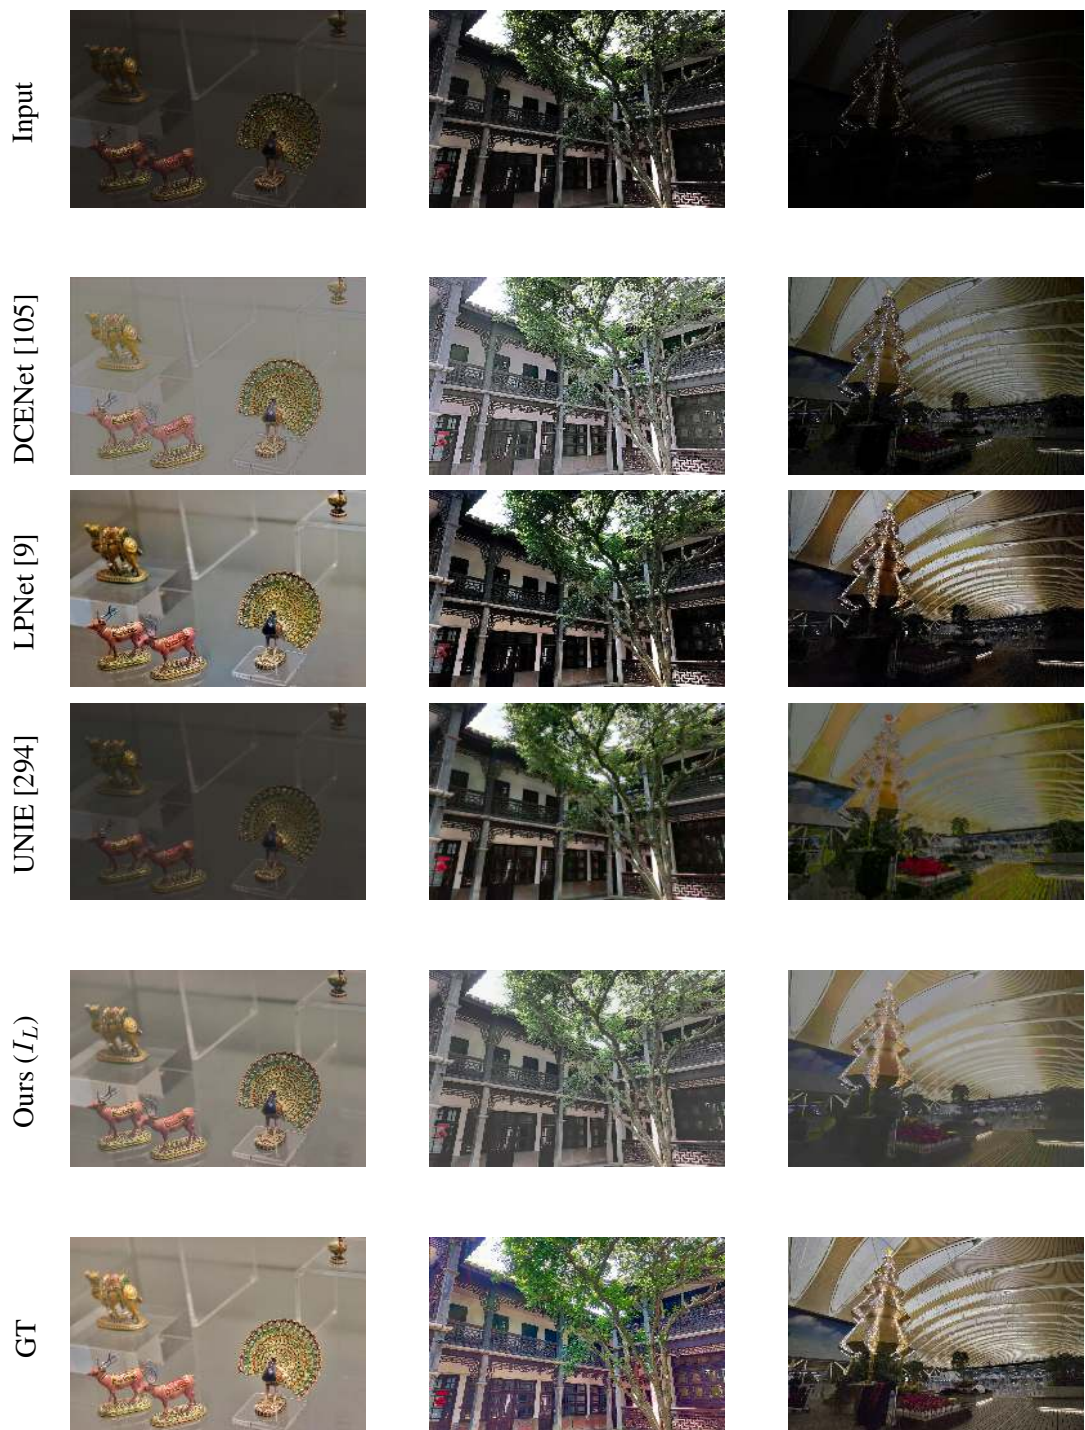 Input
DCENet [105]
LPNet [9]
UNIE [294]
Ours (I_L)
GT